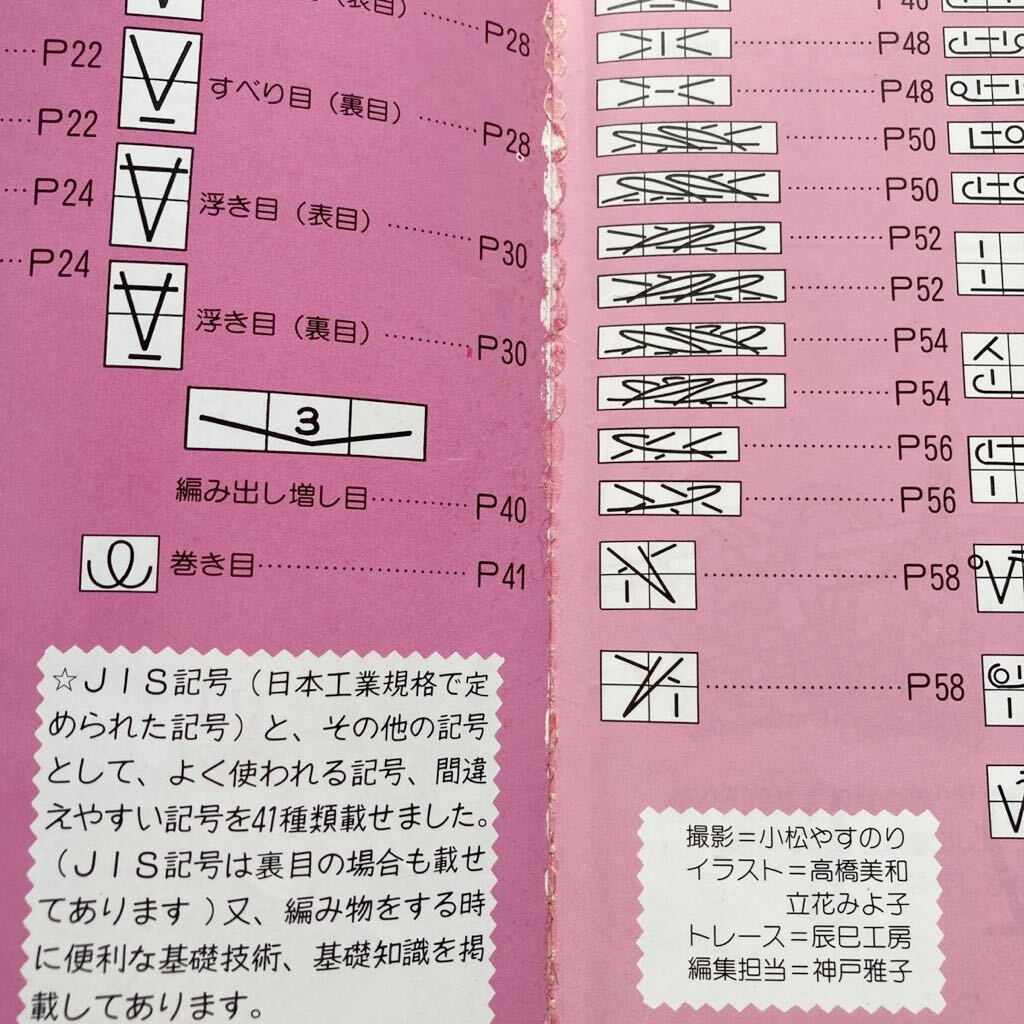 （表目）
P28
P22
すべり目（裏目）……P28
P22
浮き目（表目）……P30
P24
浮き目（裏目）……P30
P24
3
編み出し増し目……P40
巻き目……P41
☆JIS記号（日本工業規格で定
められた記号）と、その他の記号
として、よく使われる記号、間違
えやすい記号を41種類載せました。
（JIS記号は裏目の場合も載せ
てあります）又、編み物をする時
に便利な基礎技術、基礎知識を掲
載してあります。
P48
P48
P50
P50
P52
P52
P54
P54
P56
P56
P58
P58
撮影＝小松やすのり
イラスト＝高橋美和
立花みよ子
トレース＝辰巳工房
編集担当＝神戸雅子